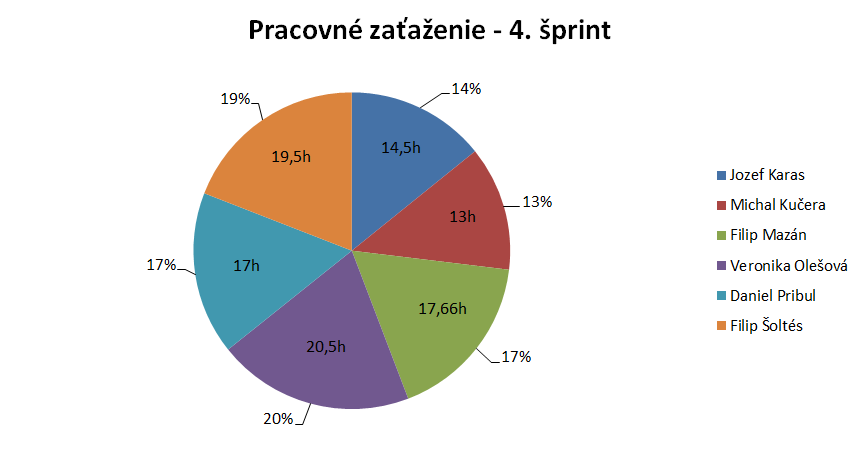 Pracovné zaťaženie - 4. šprint
14%
14,5h
13%
13h
17%
17,66h
20%
20,5h
17%
17h
19%
19,5h
Jozef Karas
Michal Kučera
Filip Mazán
Veronika Olešová
Daniel Pribul
Filip Šoltés